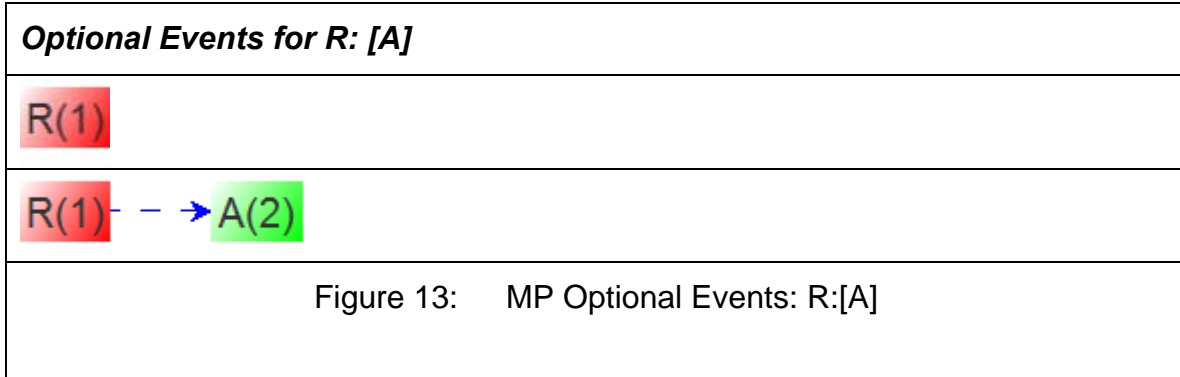 Optional Events for R: [A]
R(1)
R(1) A(2)
Figure 13: MP Optional Events: R:[A]